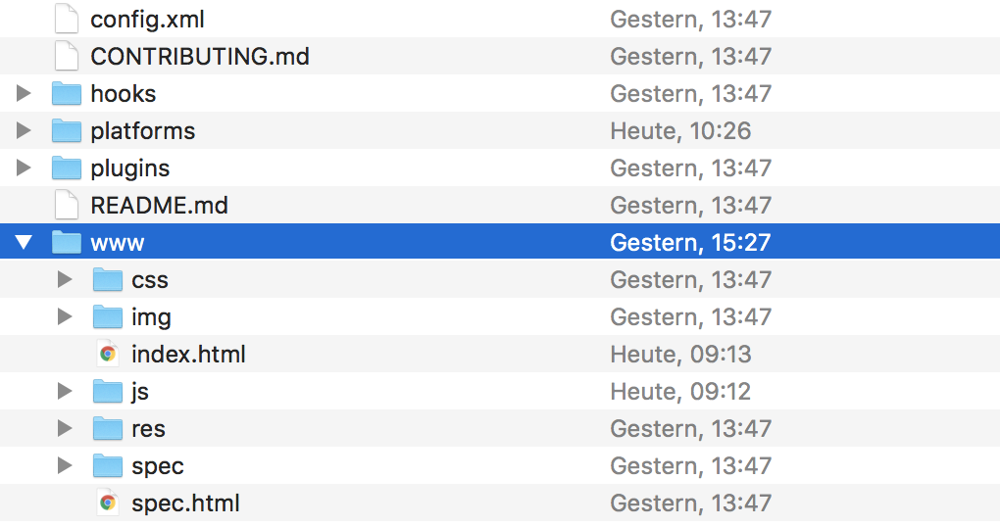 config.xml Gestern, 13:47
CONTRIBUTING.md Gestern, 13:47
hooks Gestern, 13:47
platforms Heute, 10:26
plugins Gestern, 13:47
README.md Gestern, 13:47
www Gestern, 15:27
css Gestern, 13:47
img Gestern, 13:47
index.html Heute, 09:13
js Heute, 09:12
res Gestern, 13:47
spec Gestern, 13:47
spec.html Gestern, 13:47